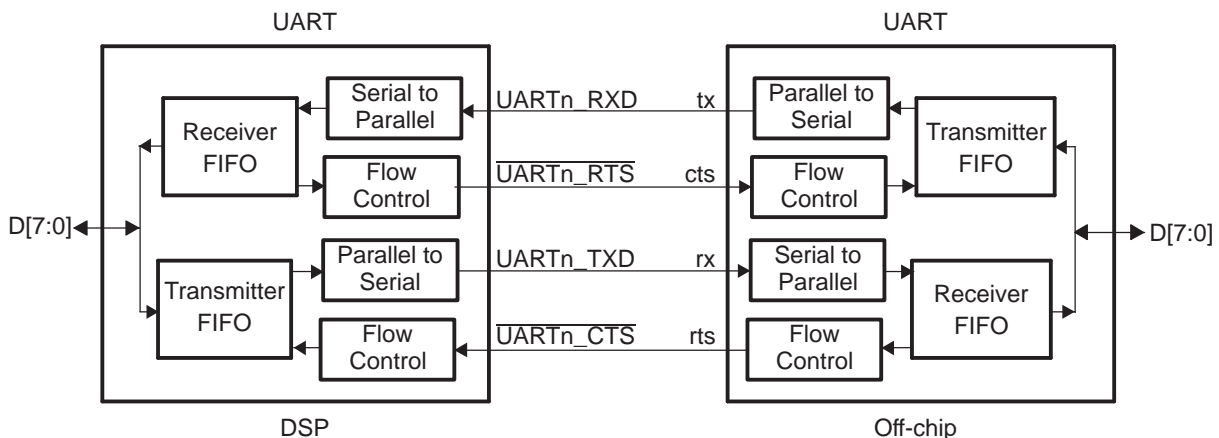 UART
UART
Serial to
Parallel
UARTn_RXD
tx
Parallel to
Serial
Receiver
FIFO
Transmitter
FIFO
Flow
Control
UARTn_RTS
cts
Flow
Control
D[7:0]
D[7:0]
Parallel to
Serial
UARTn_TXD
rx
Serial to
Parallel
Transmitter
FIFO
Receiver
FIFO
Flow
Control
UARTn_CTS
rts
Flow
Control
DSP
Off-chip